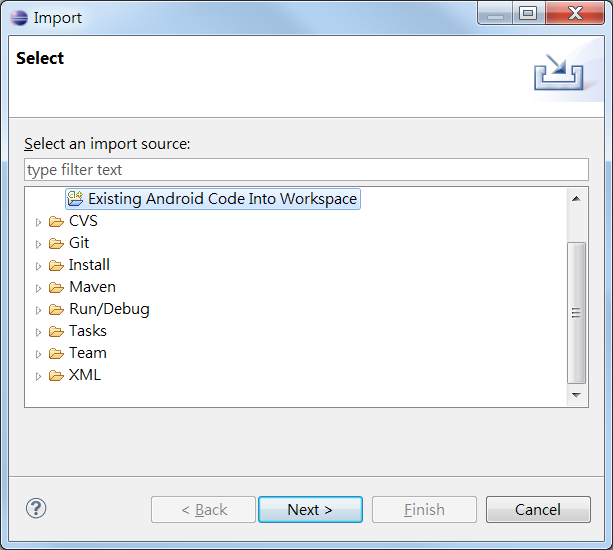 Import
Select
Select an import source:
type filter text
Existing Android Code Into Workspace
CVS
Git
Install
Maven
Run/Debug
Tasks
Team
XML
? < Back Next > Finish Cancel